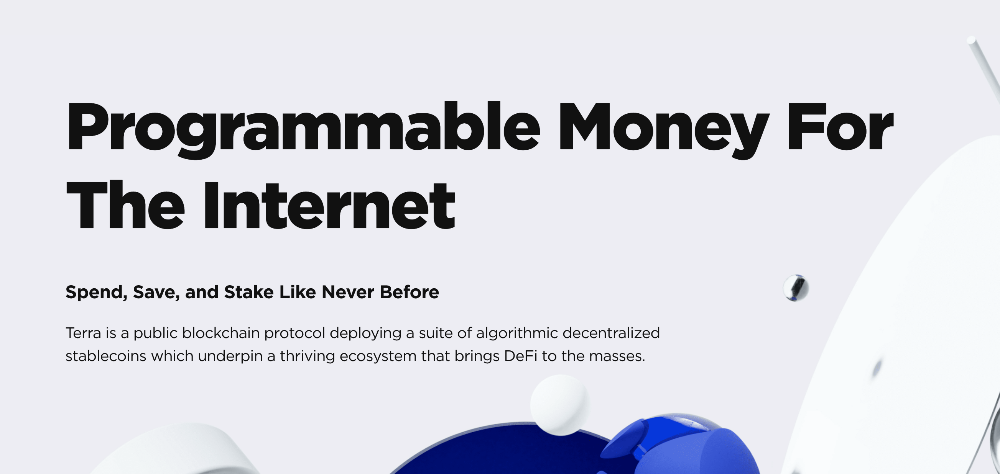 Programmable Money For
The Internet
Spend, Save, and Stake Like Never Before
Terra is a public blockchain protocol deploying a suite of algorithmic decentralized
stablecoins which underpin a thriving ecosystem that brings DeFi to the masses.